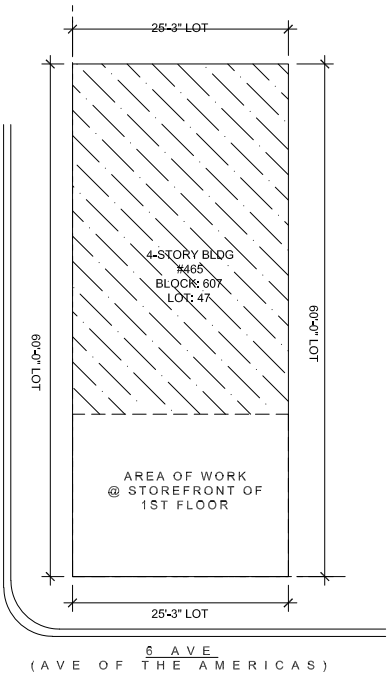 25'-3" LOT
4-STORY BLDG
#465
BLOCK: 607
LOT: 47
60'-0" LOT
60'-0" LOT
AREA OF WORK
@ STOREFRONT OF
1ST FLOOR
25'-3" LOT
6 AVE
(AVE OF THE AMERICAS)